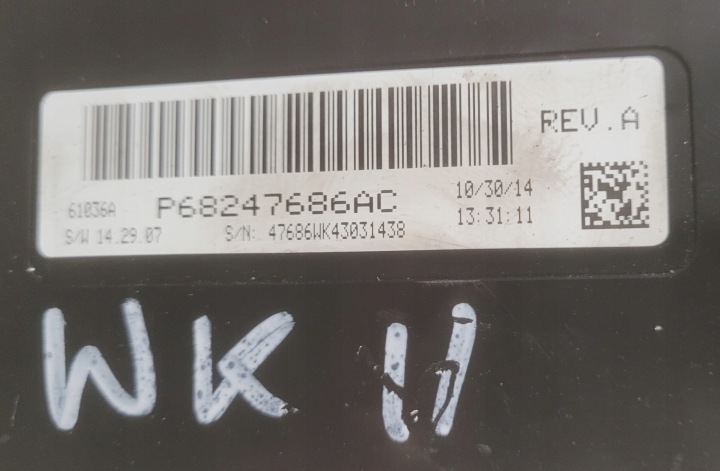 REV.A
61036A P68247686AC 10/30/14
S/W 14.29.07 S/N: 47686WK43031438 13:31:11
WK II